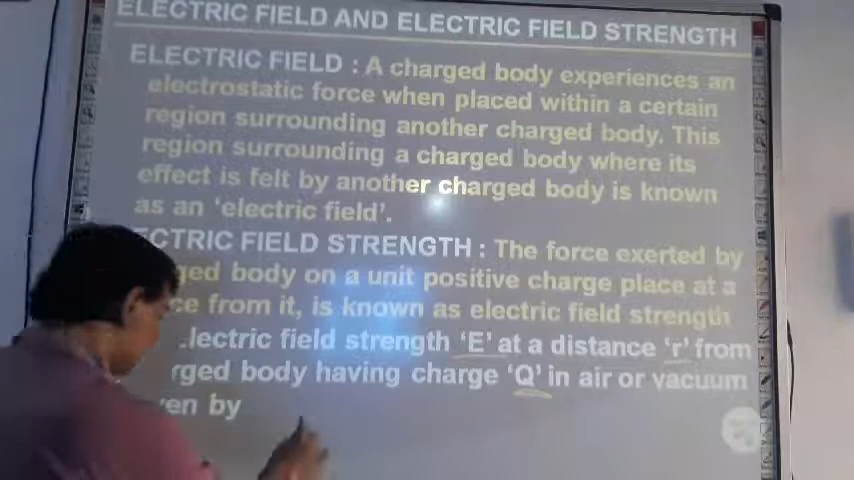 ELECTRIC FIELD AND ELECTRIC FIELD STRENGTH
ELECTRIC FIELD : A charged body experiences an
electrostatic force when placed within a certain
region surrounding another charged body. This
region surrounding a charged body where its
effect is felt by another charged body is known
as an ‘electric field’.
CTRIC FIELD STRENGTH : The force exerted by
ged body on a unit positive charge place at a
ce from it, is known as electric field strength
lectric field strength ‘E’ at a distance ‘r’ from
rged body having charge ‘Q’ in air or vacuum
en by